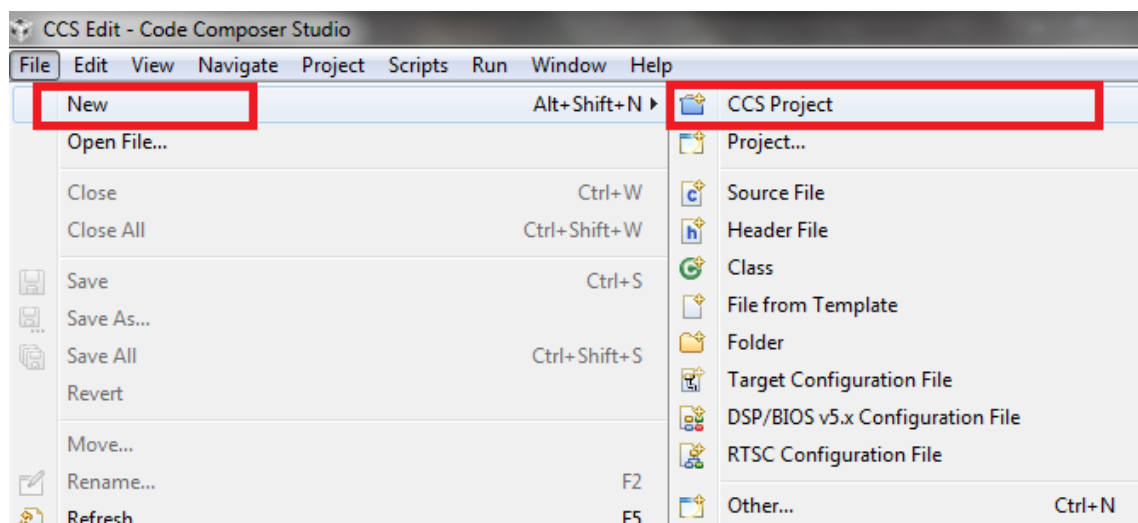 CCS Edit - Code Composer Studio
File Edit View Navigate Project Scripts Run Window Help
New Alt+Shift+N
Open File...
Close Ctrl+W
Close All Ctrl+Shift+W
Save Ctrl+S
Save As...
Save All Ctrl+Shift+S
Revert
Move...
Rename... F2
Refresh F5
CCS Project
Project...
Source File
Header File
Class
File from Template
Folder
Target Configuration File
DSP/BIOS v5.x Configuration File
RTSC Configuration File
Other... Ctrl+N